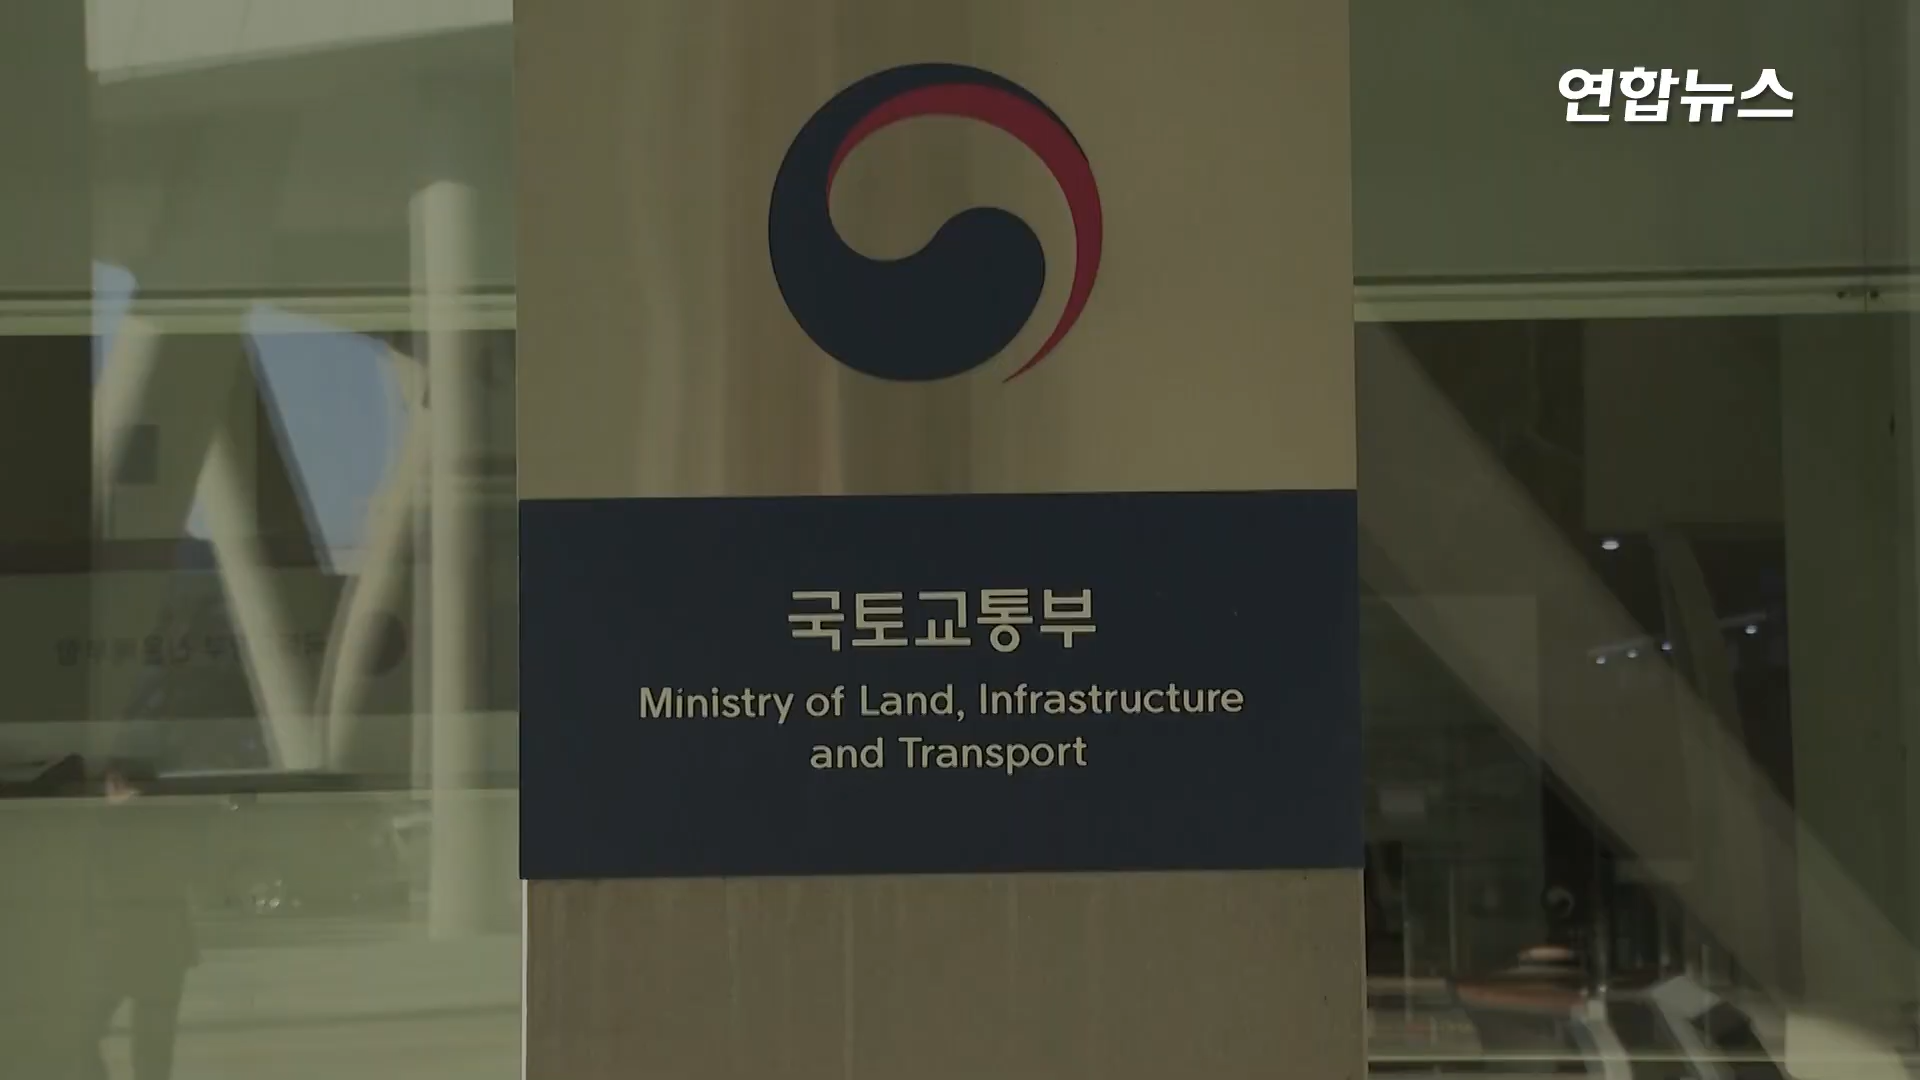 연합뉴스
국토교통부
Ministry of Land, Infrastructure
and Transport